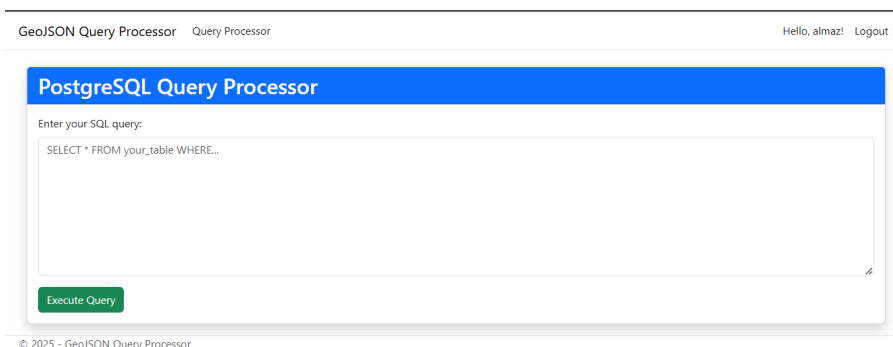 GeoJSON Query Processor Query Processor Hello, almaz! Logout
PostgreSQL Query Processor
Enter your SQL query:
SELECT * FROM your_table WHERE...
Execute Query
© 2025 - GeoJSON Query Processor